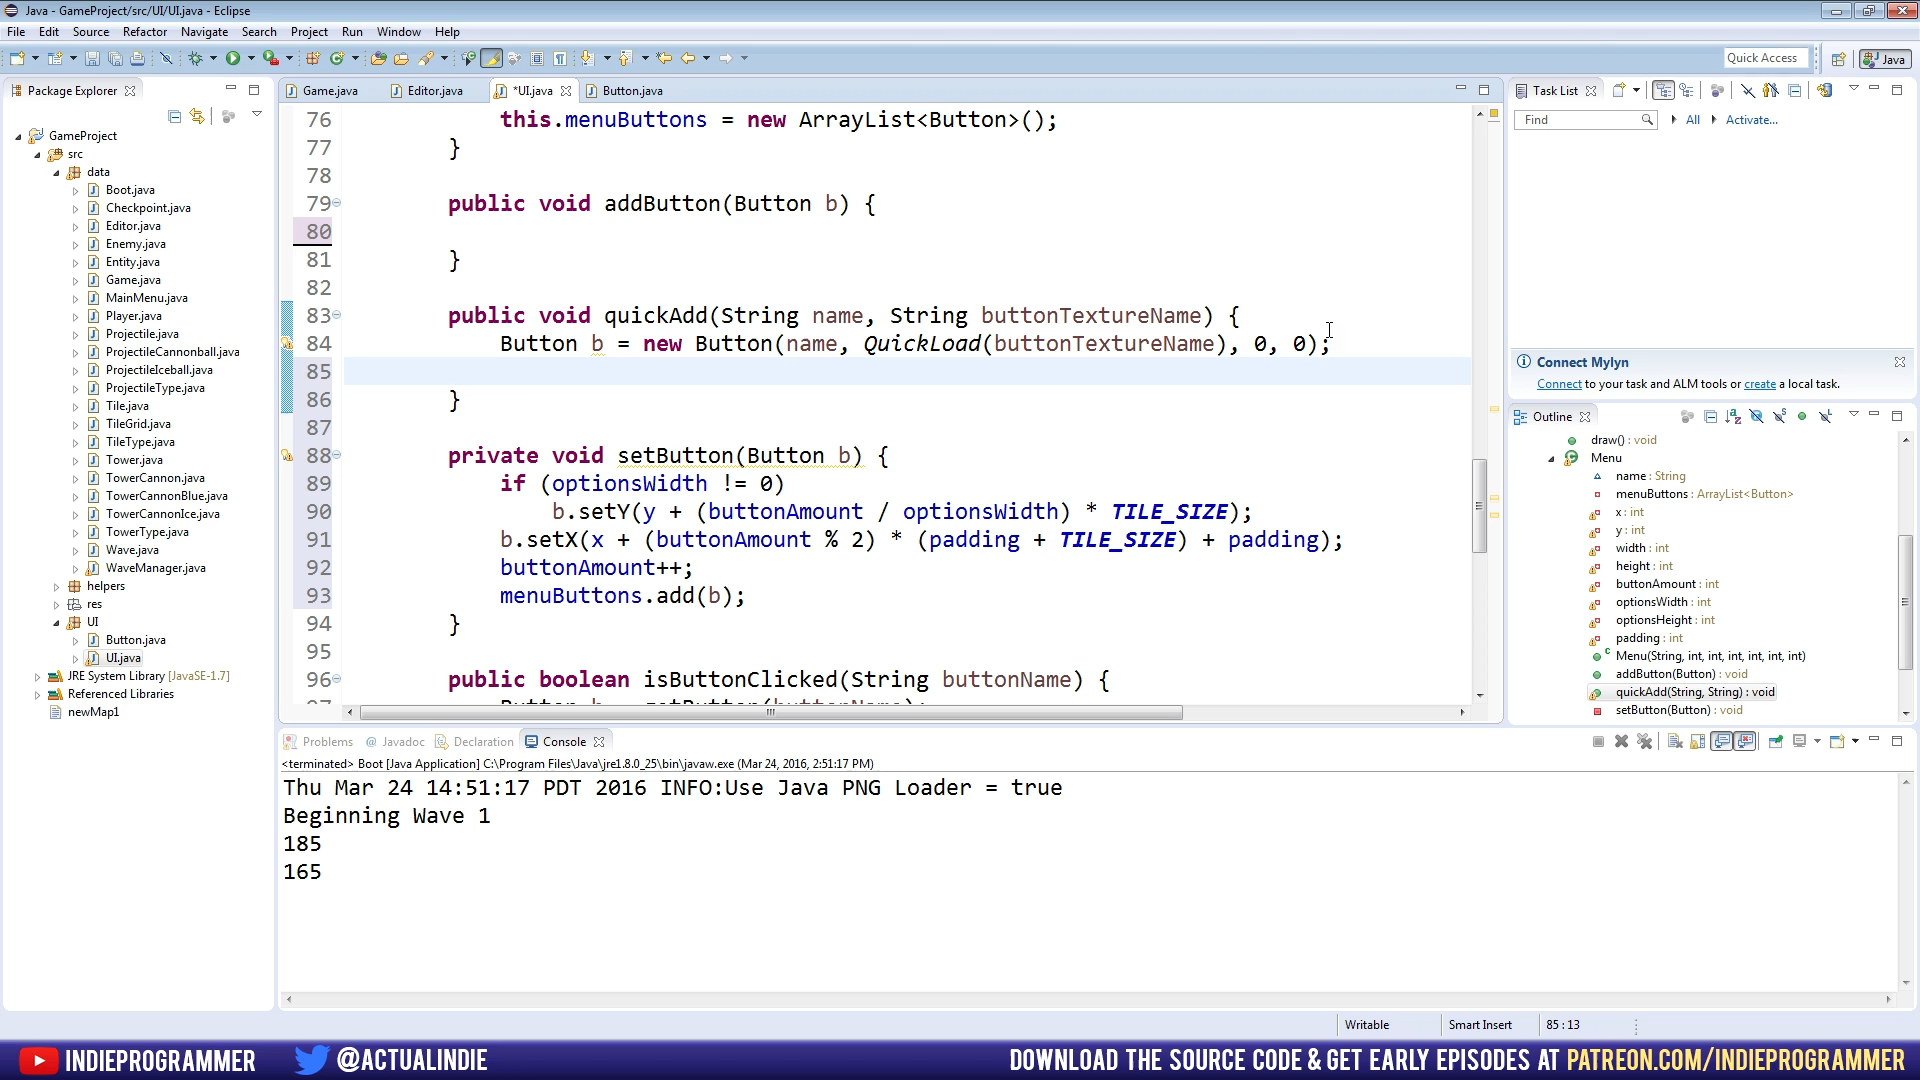 Java - GameProject/src/UI/UI.java - Eclipse
File Edit Source Refactor Navigate Search Project Run Window Help
Quick Access
Java
Package Explorer
GameProject
src
data
Boot.java
Checkpoint.java
Editor.java
Enemy.java
Entity.java
Game.java
MainMenu.java
Player.java
Projectile.java
ProjectileCannonball.java
ProjectileIceball.java
ProjectileType.java
Tile.java
TileGrid.java
TileType.java
Tower.java
TowerCannon.java
TowerCannonBlue.java
TowerCannonIce.java
TowerType.java
Wave.java
WaveManager.java
helpers
res
UI
Button.java
UI.java
JRE System Library [JavaSE-1.7]
Referenced Libraries
newMap1
Game.java Editor.java *UI.java Button.java
76 this.menuButtons = new ArrayList<Button>();
77 }
78
79 public void addButton(Button b) {
80
81 }
82
83 public void quickAdd(String name, String buttonTextureName) {
84 Button b = new Button(name, QuickLoad(buttonTextureName), 0, 0);
85
86 }
87
88 private void setButton(Button b) {
89 if (optionsWidth != 0)
90 b.setY(y + (buttonAmount / optionsWidth) * TILE_SIZE);
91 b.setX(x + (buttonAmount % 2) * (padding + TILE_SIZE) + padding);
92 buttonAmount++;
93 menuButtons.add(b);
94 }
95
96 public boolean isButtonClicked(String buttonName) {
Task List
Find All Activate...
Connect Mylyn
Connect to your task and ALM tools or create a local task.
Outline
draw() : void
Menu
name : String
menuButtons : ArrayList<Button>
x : int
y : int
width : int
height : int
buttonAmount : int
optionsWidth : int
optionsHeight : int
padding : int
Menu(String, int, int, int, int, int, int)
addButton(Button) : void
quickAdd(String, String) : void
setButton(Button) : void
Problems Javadoc Declaration Console
<terminated> Boot [Java Application] C:\Program Files\Java\jre1.8.0_25\bin\javaw.exe (Mar 24, 2016, 2:51:17 PM)
Thu Mar 24 14:51:17 PDT 2016 INFO:Use Java PNG Loader = true
Beginning Wave 1
185
165
Writable Smart Insert 85 : 13
INDIEPROGRAMMER @ACTUALINDIE DOWNLOAD THE SOURCE CODE & GET EARLY EPISODES AT PATREON.COM/INDIEPROGRAMMER